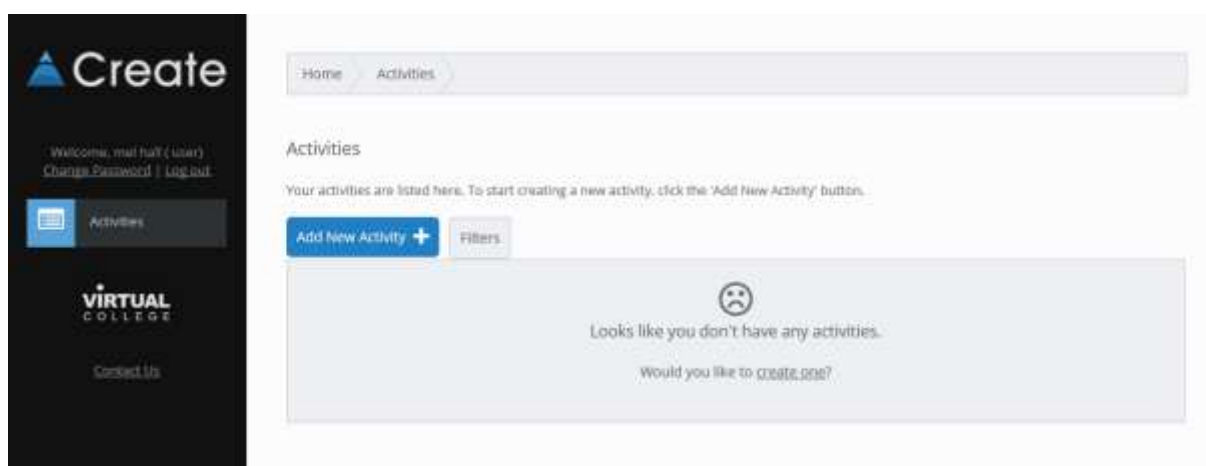 Create
Welcome, mel hall ( user)
Change Password | Log out
Activities
VIRTUAL
COLLEGE
Contact Us
Home Activities
Activities
Your activities are listed here. To start creating a new activity, click the 'Add New Activity' button.
Add New Activity +
Filters
Looks like you don't have any activities.
Would you like to create one?